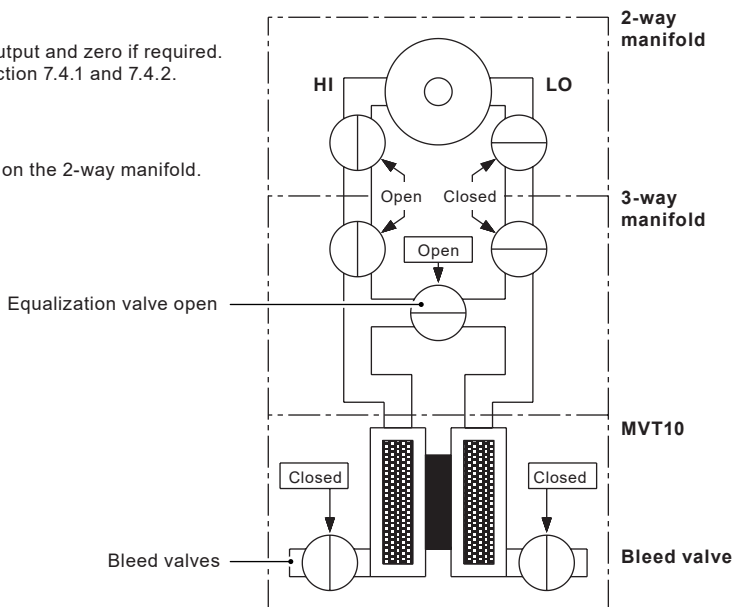 2-way
manifold
utput and zero if required.
ction 7.4.1 and 7.4.2.
HI
LO
on the 2-way manifold.
Open
Closed
3-way
manifold
Open
Equalization valve open
MVT10
Closed
Closed
Bleed valves
Bleed valve